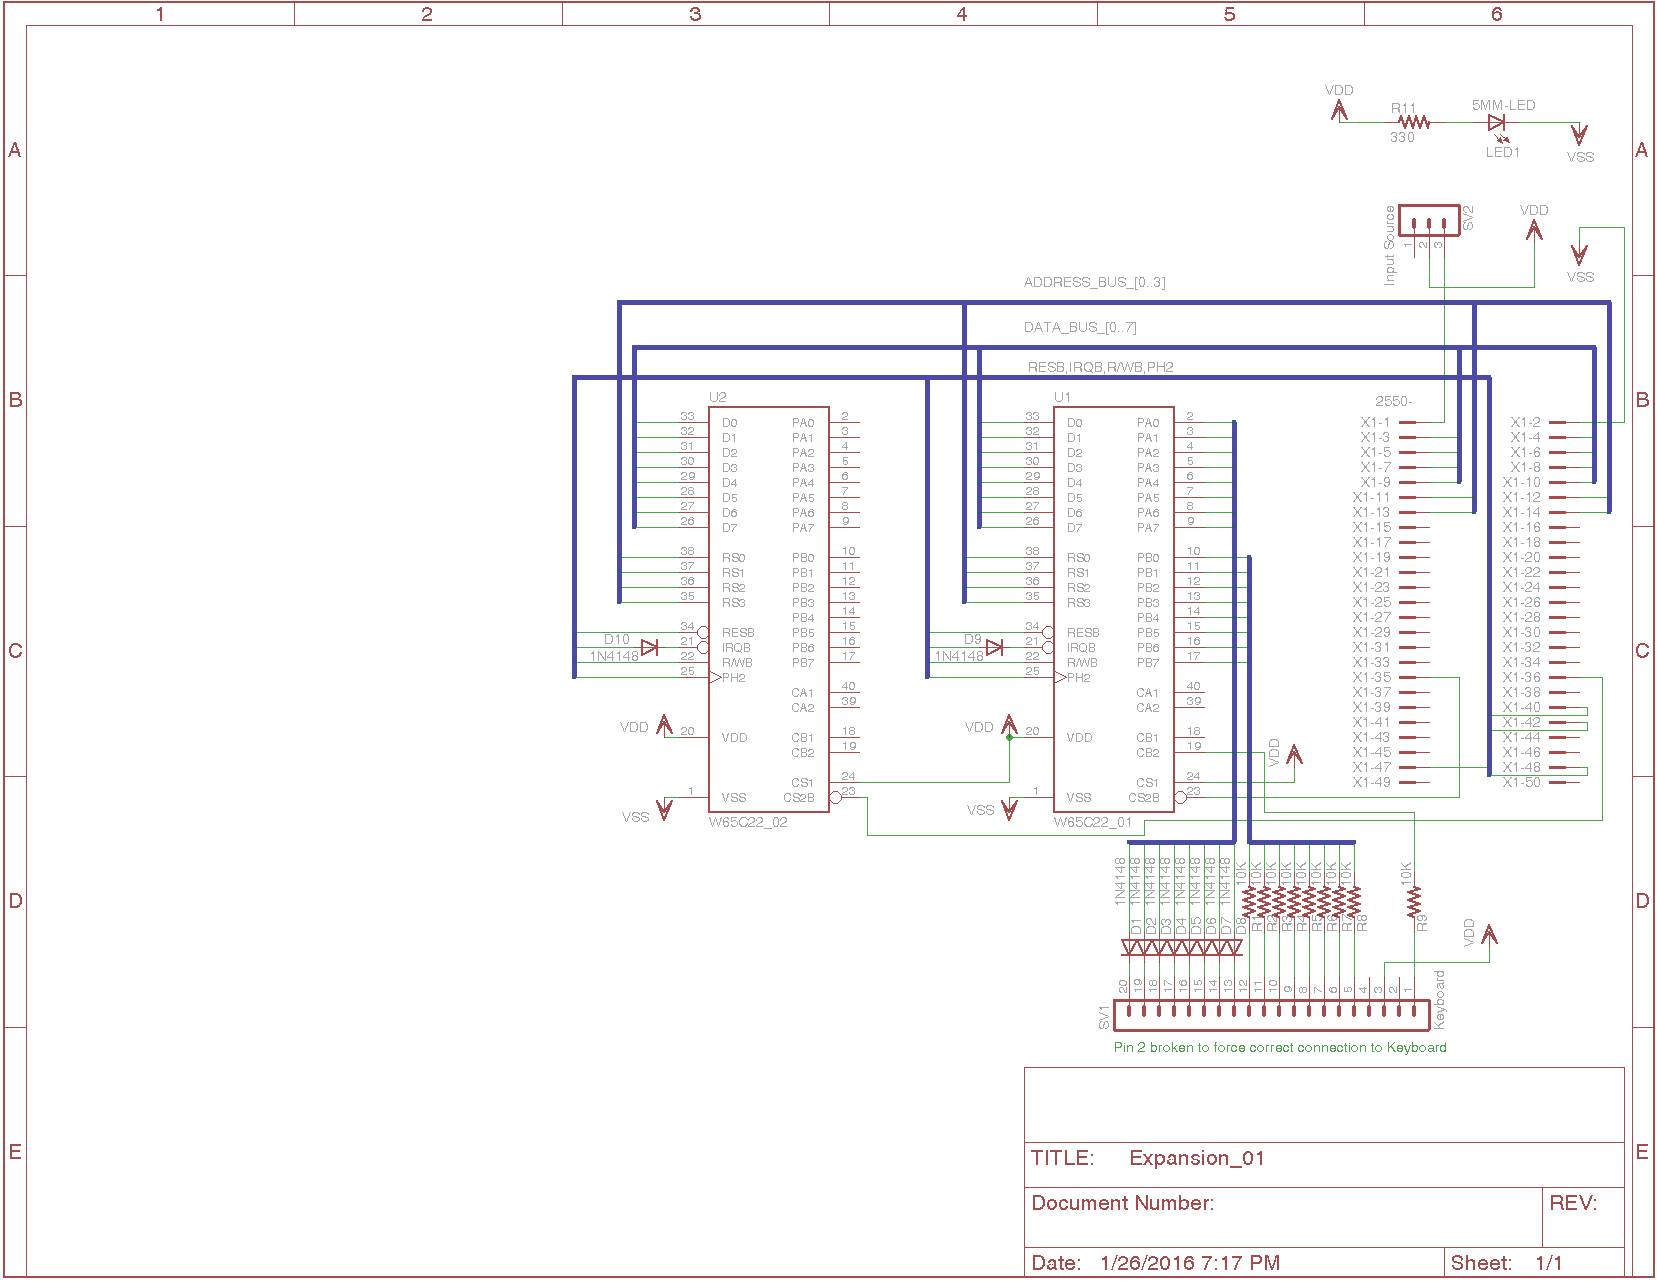 1 2 3 4 5 6
A A
B B
C C
D D
E E
VDD
R11
330
5MM-LED
LED1
VSS
Input Source
SV2
1 2 3
VDD
VSS
ADDRESS_BUS_[0..3]
DATA_BUS_[0..7]
RESB,IRQB,R/WB,PH2
U2
33 D0 PA0 2
32 D1 PA1 3
31 D2 PA2 4
30 D3 PA3 5
29 D4 PA4 6
28 D5 PA5 7
27 D6 PA6 8
26 D7 PA7 9
38 RS0 PB0 10
37 RS1 PB1 11
36 RS2 PB2 12
35 RS3 PB3 13
PB4 14
34 RESB PB5 15
D10 21 IRQB PB6 16
1N4148 22 R/WB PB7 17
25 PH2
CA1 40
CA2 39
VDD 20 VDD CB1 18
CB2 19
CS1 24
VSS 1 VSS CS2B 23
W65C22_02
U1
33 D0 PA0 2
32 D1 PA1 3
31 D2 PA2 4
30 D3 PA3 5
29 D4 PA4 6
28 D5 PA5 7
27 D6 PA6 8
26 D7 PA7 9
38 RS0 PB0 10
37 RS1 PB1 11
36 RS2 PB2 12
35 RS3 PB3 13
PB4 14
34 RESB PB5 15
D9 21 IRQB PB6 16
1N4148 22 R/WB PB7 17
25 PH2
CA1 40
CA2 39
VDD 20 VDD CB1 18
CB2 19
CS1 24
VSS 1 VSS CS2B 23
W65C22_01
VDD
2550-
X1-1 X1-2
X1-3 X1-4
X1-5 X1-6
X1-7 X1-8
X1-9 X1-10
X1-11 X1-12
X1-13 X1-14
X1-15 X1-16
X1-17 X1-18
X1-19 X1-20
X1-21 X1-22
X1-23 X1-24
X1-25 X1-26
X1-27 X1-28
X1-29 X1-30
X1-31 X1-32
X1-33 X1-34
X1-35 X1-36
X1-37 X1-38
X1-39 X1-40
X1-41 X1-42
X1-43 X1-44
X1-45 X1-46
X1-47 X1-48
X1-49 X1-50
1N4148 1N4148 1N4148 1N4148 1N4148 1N4148 1N4148 1N4148 10K 10K 10K 10K 10K 10K 10K 10K 10K
D1 D2 D3 D4 D5 D6 D7 D8 R1 R2 R3 R4 R5 R6 R7 R8 R9
VDD
20 19 18 17 16 15 14 13 12 11 10 9 8 7 6 5 4 3 2 1
SV1
Keyboard
Pin 2 broken to force correct connection to Keyboard
TITLE: Expansion_01
Document Number:
REV:
Date: 1/26/2016 7:17 PM
Sheet: 1/1